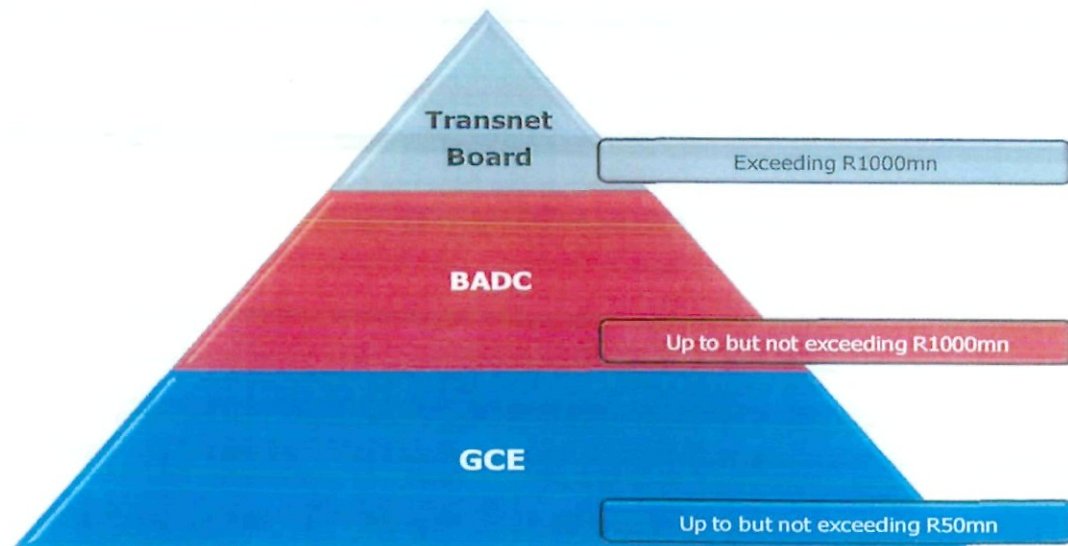 Transnet
Board
Exceeding R1000mn
BADC
Up to but not exceeding R1000mn
GCE
Up to but not exceeding R50mn